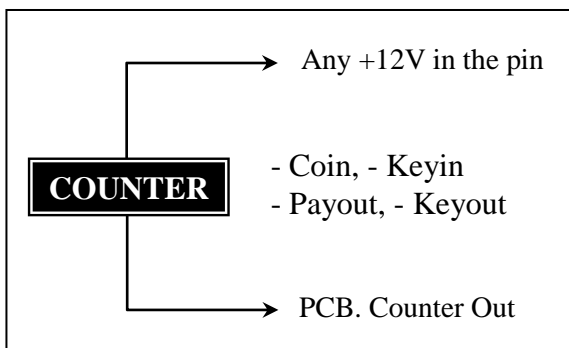 Any +12V in the pin
COUNTER
- Coin, - Keyin
- Payout, - Keyout
PCB. Counter Out